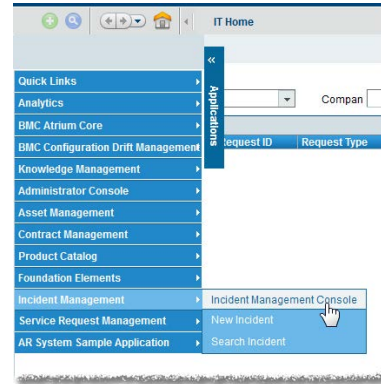 IT Home
«
Applications
Compan
Request ID Request Type
Quick Links
Analytics
BMC Atrium Core
BMC Configuration Drift Management
Knowledge Management
Administrator Console
Asset Management
Contract Management
Product Catalog
Foundation Elements
Incident Management
Incident Management Console
New Incident
Search Incident
Service Request Management
AR System Sample Application